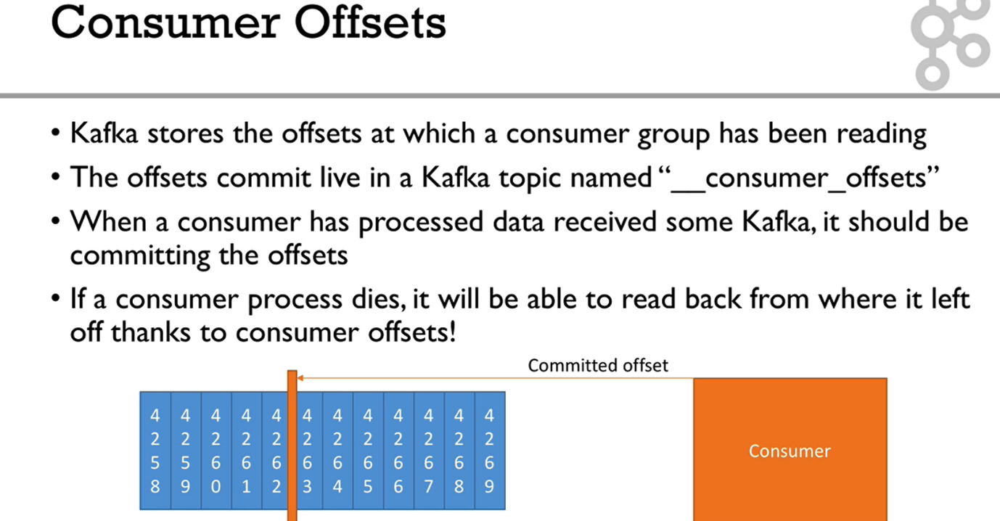 Consumer Offsets
• Kafka stores the offsets at which a consumer group has been reading
• The offsets commit live in a Kafka topic named “__consumer_offsets”
• When a consumer has processed data received some Kafka, it should be
committing the offsets
• If a consumer process dies, it will be able to read back from where it left
off thanks to consumer offsets!
Committed offset
4258 4259 4260 4261 4262 4263 4264 4265 4266 4267 4268 4269
Consumer